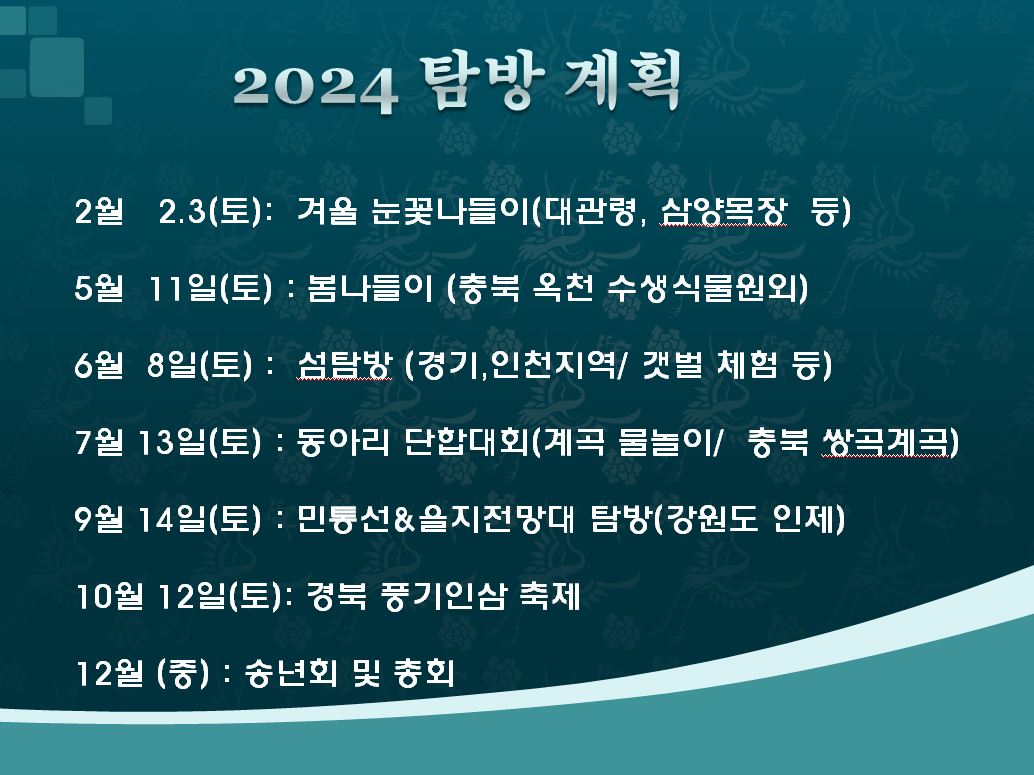 2024 탐방 계획
2월 2.3(토): 겨울 눈꽃나들이(대관령, 삼양목장 등)
5월 11일(토) : 봄나들이 (충북 옥천 수생식물원외)
6월 8일(토) : 섬탐방 (경기,인천지역/ 갯벌 체험 등)
7월 13일(토) : 동아리 단합대회(계곡 물놀이/ 충북 쌍곡계곡)
9월 14일(토) : 민통선&을지전망대 탐방(강원도 인제)
10월 12일(토): 경북 풍기인삼 축제
12월 (중) : 송년회 및 총회